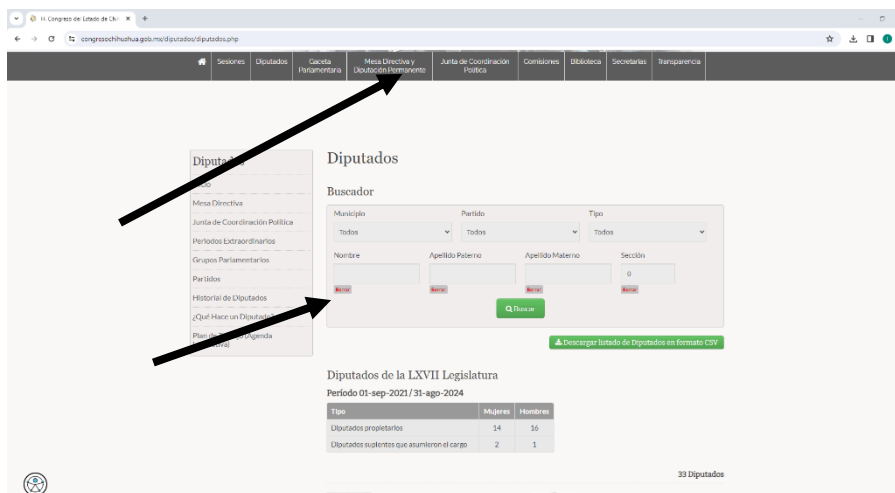 H. Congreso del Estado de Chi
congresochihuahua.gob.mx/diputados/diputados.php
Sesiones
Diputados
Gaceta Parlamentaria
Mesa Directiva y Diputación Permanente
Junta de Coordinación Política
Comisiones
Biblioteca
Secretarías
Transparencia
Diputados
Mesa Directiva
Junta de Coordinación Política
Periodos Extraordinarios
Grupos Parlamentarios
Partidos
Historial de Diputados
¿Qué Hace un Diputado?
Plan de Trabajo (Agenda
Diputados
Buscador
Municipio Partido Tipo
Todos Todos Todos
Nombre Apellido Paterno Apellido Materno Sección
0
Borrar Borrar Borrar Borrar
Buscar
Descargar listado de Diputados en formato CSV
Diputados de la LXVII Legislatura
Período 01-sep-2021 / 31-ago-2024
Tipo Mujeres Hombres
Diputados propietarios 14 16
Diputados suplentes que asumieron el cargo 2 1
33 Diputados